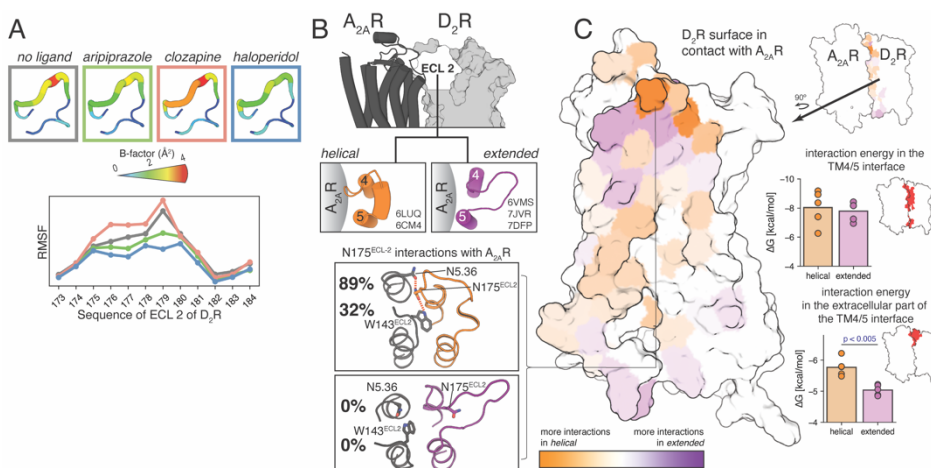 A
no ligand
aripiprazole
clozapine
haloperidol
B-factor (Å²)
0
2
4
RMSF
173 174 175 176 177 178 179 180 181 182 183 184
Sequence of ECL 2 of D₂R
B
A₂AR
D₂R
ECL 2
helical
extended
A₂AR
4
5
6LUQ
6CM4
A₂AR
4
5
6VMS
7JVR
7DFP
N175ᴱᶜᴸ⁻² interactions with A₂AR
89%
32%
N5.36
N175ᴱᶜᴸ²
W143ᴱᶜᴸ²
0%
0%
N5.36
N175ᴱᶜᴸ²
W143ᴱᶜᴸ²
C
D₂R surface in
contact with A₂AR
more interactions
in helical
more interactions
in extended
A₂AR
D₂R
90°
interaction energy in the
TM4/5 interface
ΔG [kcal/mol]
−10
−8
−6
−4
helical
extended
interaction energy
in the extracellular part of
the TM4/5 interface
p < 0.005
ΔG [kcal/mol]
−6
−5
−4
helical
extended